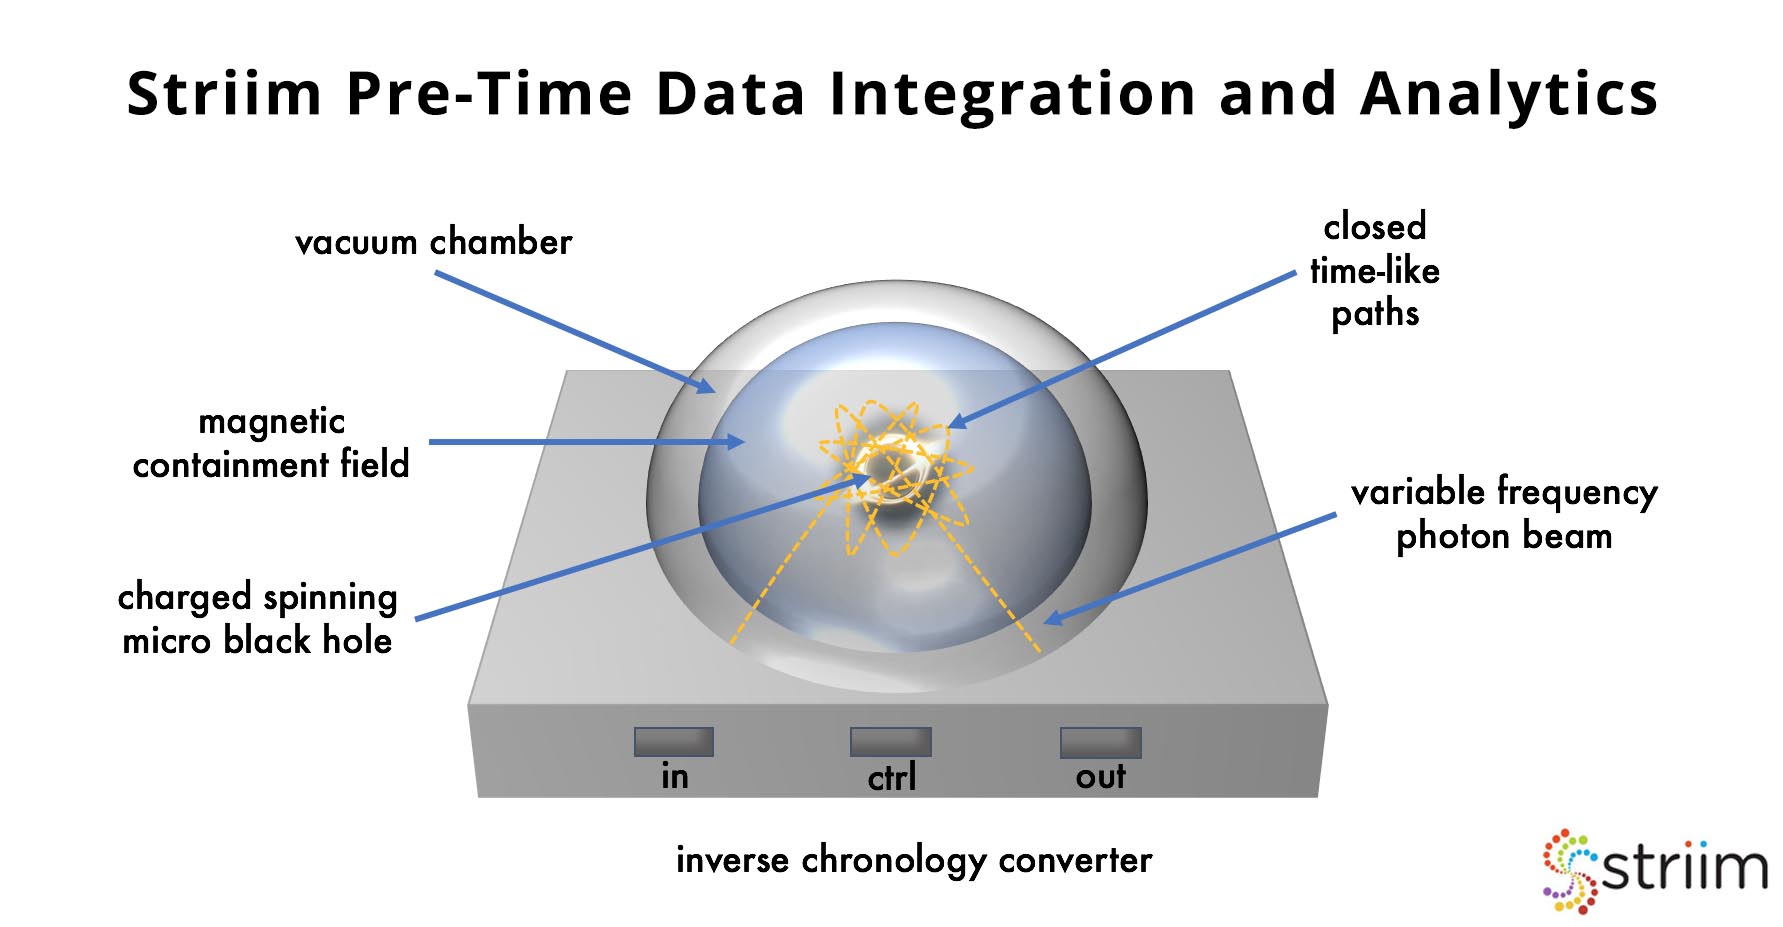 Striim Pre-Time Data Integration and Analytics
vacuum chamber
closed
time-like
paths
magnetic
containment field
variable frequency
photon beam
charged spinning
micro black hole
in
ctrl
out
inverse chronology converter
striim